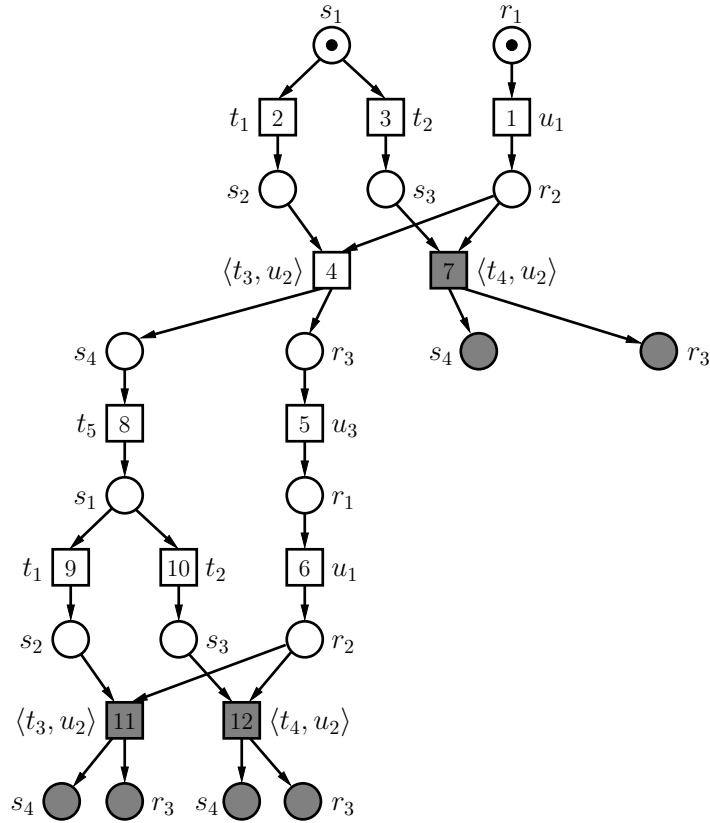 s₁ r₁
t₁ 2 3 t₂ 1 u₁
s₂ s₃ r₂
⟨t₃, u₂⟩ 4 7 ⟨t₄, u₂⟩
s₄ r₃ s₄ r₃
t₅ 8 5 u₃
s₁ r₁
t₁ 9 10 t₂ 6 u₁
s₂ s₃ r₂
⟨t₃, u₂⟩ 11 12 ⟨t₄, u₂⟩
s₄ r₃ s₄ r₃